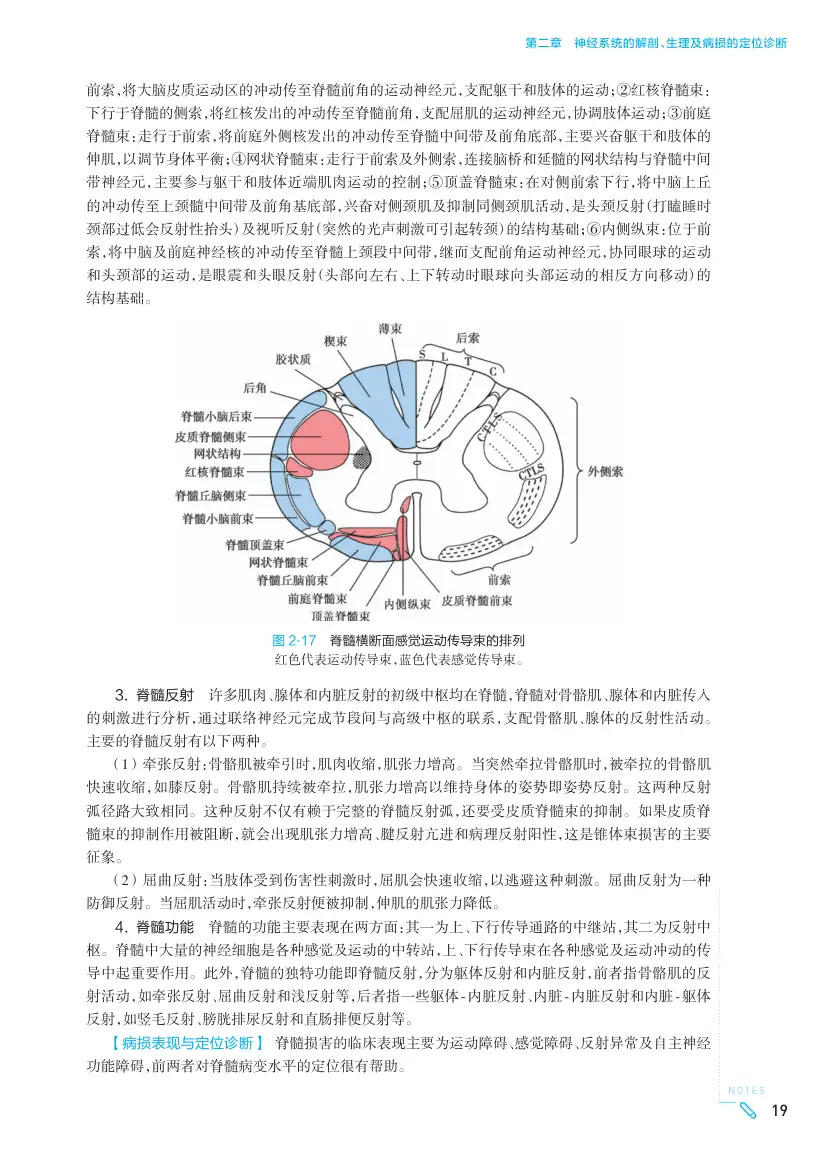 第二章 神经系统的解剖、生理及病损的定位诊断
前索,将大脑皮质运动区的冲动传至脊髓前角的运动神经元,支配躯干和肢体的运动;②红核脊髓束:
下行于脊髓的侧索,将红核发出的冲动传至脊髓前角,支配屈肌的运动神经元,协调肢体运动;③前庭
脊髓束:走行于前索,将前庭外侧核发出的冲动传至脊髓中间带及前角底部,主要兴奋躯干和肢体的
伸肌,以调节身体平衡;④网状脊髓束:走行于前索及外侧索,连接脑桥和延髓的网状结构与脊髓中间
带神经元,主要参与躯干和肢体近端肌肉运动的控制;⑤顶盖脊髓束:在对侧前索下行,将中脑上丘
的冲动传至上颈髓中间带及前角基底部,兴奋对侧颈肌及抑制同侧颈肌活动,是头颈反射(打瞌睡时
颈部过低会反射性抬头)及视听反射(突然的光声刺激可引起转颈)的结构基础;⑥内侧纵束:位于前
索,将中脑及前庭神经核的冲动传至脊髓上颈段中间带,继而支配前角运动神经元,协同眼球的运动
和头颈部的运动,是眼震和头眼反射(头部向左右、上下转动时眼球向头部运动的相反方向移动)的
结构基础。
薄束
楔束
后索
胶状质
S L T C
后角
脊髓小脑后束
皮质脊髓侧束
C T L S
网状结构
红核脊髓束
CTLS
外侧索
脊髓丘脑侧束
脊髓小脑前束
脊髓顶盖束
网状脊髓束
脊髓丘脑前束
前索
前庭脊髓束
内侧纵束
皮质脊髓前束
顶盖脊髓束
图 2-17 脊髓横断面感觉运动传导束的排列
红色代表运动传导束,蓝色代表感觉传导束。
3. 脊髓反射 许多肌肉、腺体和内脏反射的初级中枢均在脊髓,脊髓对骨骼肌、腺体和内脏传入
的刺激进行分析,通过联络神经元完成节段间与高级中枢的联系,支配骨骼肌、腺体的反射性活动。
主要的脊髓反射有以下两种。
(1)牵张反射:骨骼肌被牵引时,肌肉收缩,肌张力增高。当突然牵拉骨骼肌时,被牵拉的骨骼肌
快速收缩,如膝反射。骨骼肌持续被牵拉,肌张力增高以维持身体的姿势即姿势反射。这两种反射
弧径路大致相同。这种反射不仅有赖于完整的脊髓反射弧,还要受皮质脊髓束的抑制。如果皮质脊
髓束的抑制作用被阻断,就会出现肌张力增高、腱反射亢进和病理反射阳性,这是锥体束损害的主要
征象。
(2)屈曲反射:当肢体受到伤害性刺激时,屈肌会快速收缩,以逃避这种刺激。屈曲反射为一种
防御反射。当屈肌活动时,牵张反射便被抑制,伸肌的肌张力降低。
4. 脊髓功能 脊髓的功能主要表现在两方面:其一为上、下行传导通路的中继站,其二为反射中
枢。脊髓中大量的神经细胞是各种感觉及运动的中转站,上、下行传导束在各种感觉及运动冲动的传
导中起重要作用。此外,脊髓的独特功能即脊髓反射,分为躯体反射和内脏反射,前者指骨骼肌的反
射活动,如牵张反射、屈曲反射和浅反射等,后者指一些躯体-内脏反射、内脏-内脏反射和内脏-躯体
反射,如竖毛反射、膀胱排尿反射和直肠排便反射等。
【病损表现与定位诊断】 脊髓损害的临床表现主要为运动障碍、感觉障碍、反射异常及自主神经
功能障碍,前两者对脊髓病变水平的定位很有帮助。
NOTES
19